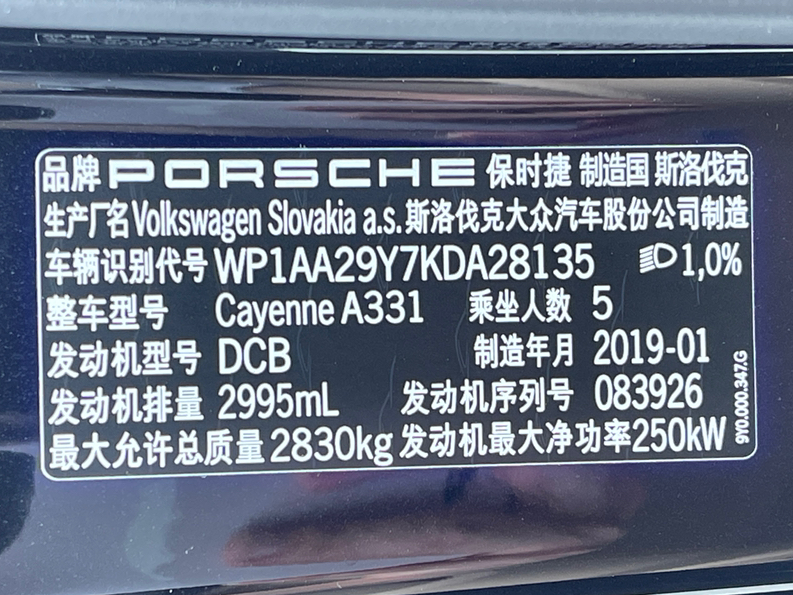 品牌 PORSCHE 保时捷 制造国 斯洛伐克
生产厂名 Volkswagen Slovakia a.s. 斯洛伐克大众汽车股份公司制造
车辆识别代号 WP1AA29Y7KDA28135 1,0%
整车型号 Cayenne A331 乘坐人数 5
发动机型号 DCB 制造年月 2019-01
发动机排量 2995mL 发动机序列号 083926
最大允许总质量 2830kg 发动机最大净功率 250kW
9Y0.000.347.G